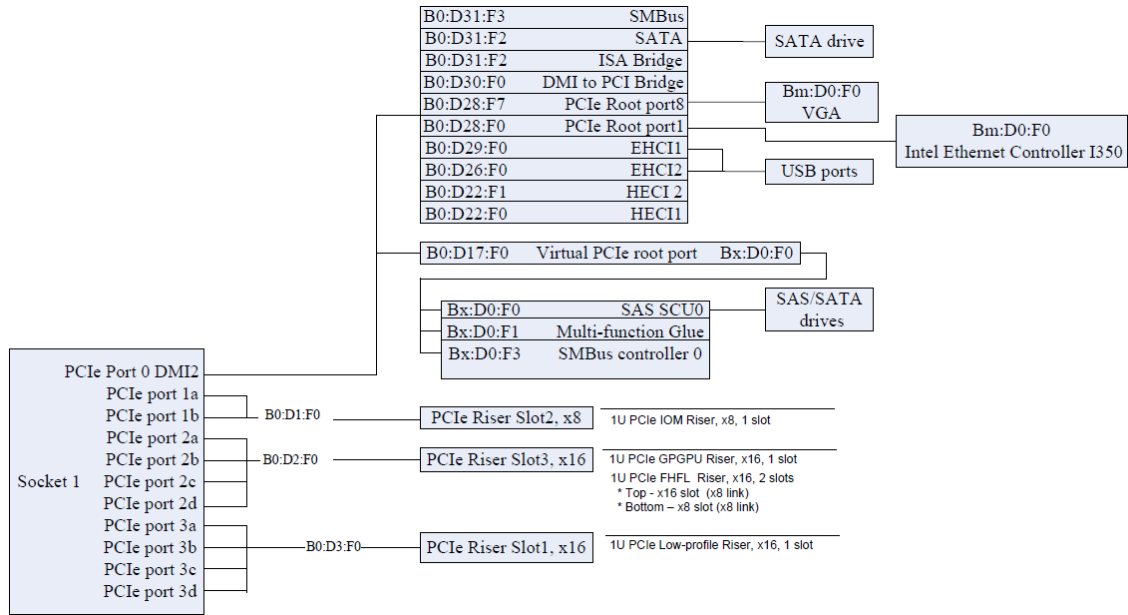 B0:D31:F3 SMBus
B0:D31:F2 SATA
B0:D31:F2 ISA Bridge
B0:D30:F0 DMI to PCI Bridge
B0:D28:F7 PCIe Root port8
B0:D28:F0 PCIe Root port1
B0:D29:F0 EHCI1
B0:D26:F0 EHCI2
B0:D22:F1 HECI 2
B0:D22:F0 HECI1
SATA drive
Bm:D0:F0
VGA
Bm:D0:F0
Intel Ethernet Controller I350
USB ports
B0:D17:F0 Virtual PCIe root port Bx:D0:F0
Bx:D0:F0 SAS SCU0
Bx:D0:F1 Multi-function Glue
Bx:D0:F3 SMBus controller 0
SAS/SATA
drives
Socket 1
PCIe Port 0 DMI2
PCIe port 1a
PCIe port 1b
PCIe port 2a
PCIe port 2b
PCIe port 2c
PCIe port 2d
PCIe port 3a
PCIe port 3b
PCIe port 3c
PCIe port 3d
B0:D1:F0
PCIe Riser Slot2, x8
1U PCIe IOM Riser, x8, 1 slot
B0:D2:F0
PCIe Riser Slot3, x16
1U PCIe GPGPU Riser, x16, 1 slot
1U PCIe FHFL Riser, x16, 2 slots
* Top - x16 slot (x8 link)
* Bottom – x8 slot (x8 link)
B0:D3:F0
PCIe Riser Slot1, x16
1U PCIe Low-profile Riser, x16, 1 slot